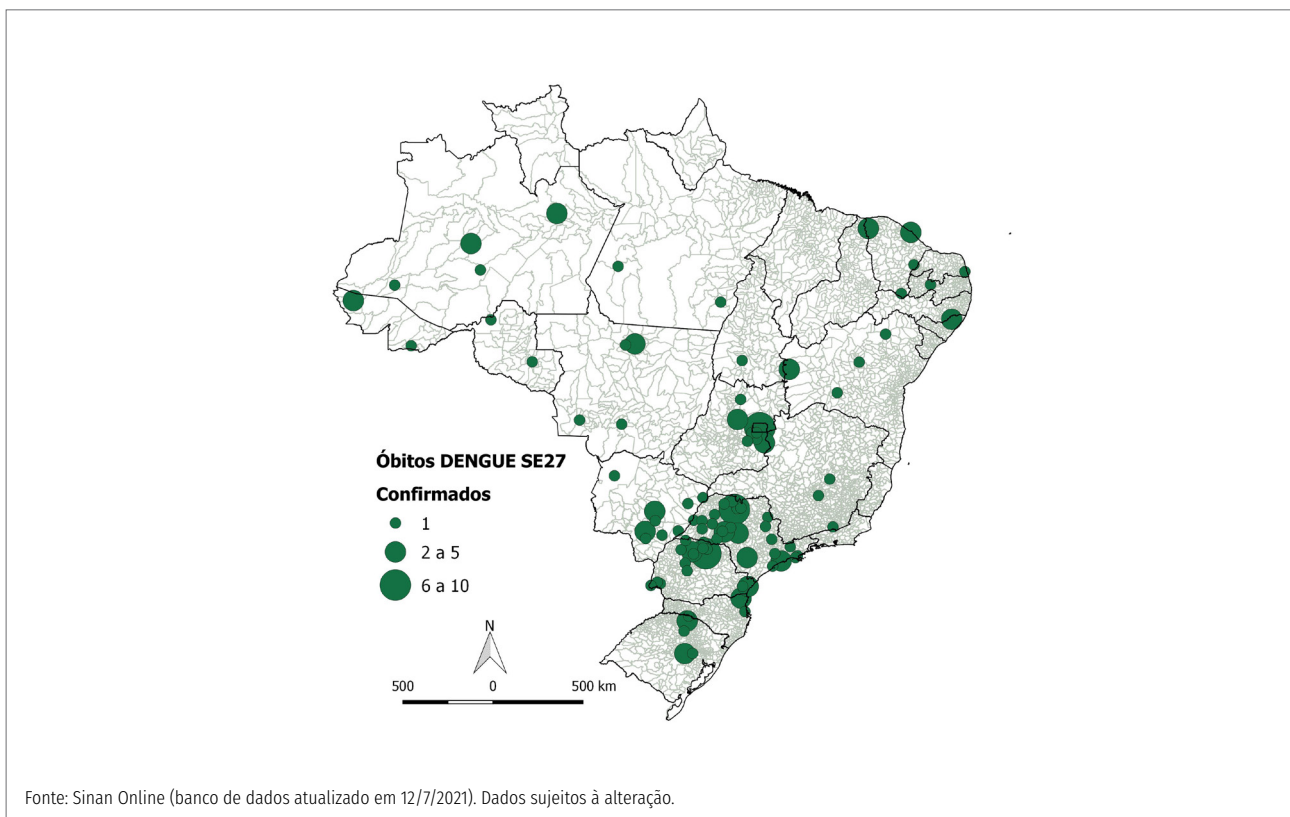 Óbitos DENGUE SE27
Confirmados
1
2 a 5
6 a 10
N
500 0 500 km
Fonte: Sinan Online (banco de dados atualizado em 12/7/2021). Dados sujeitos à alteração.